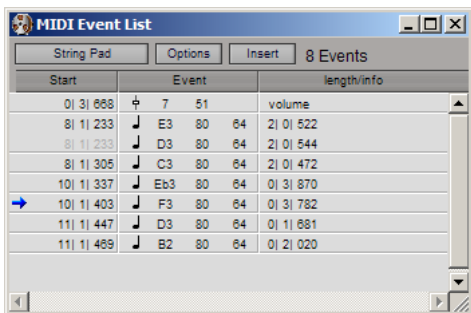 MIDI Event List
String Pad Options Insert 8 Events
Start Event length/info
0| 3| 668 7 51 volume
8| 1| 233 E3 80 64 2| 0| 522
8| 1| 233 D3 80 64 2| 0| 544
8| 1| 305 C3 80 64 2| 0| 472
10| 1| 337 Eb3 80 64 0| 3| 870
10| 1| 403 F3 80 64 0| 3| 782
11| 1| 447 D3 80 64 0| 1| 681
11| 1| 469 B2 80 64 0| 2| 020